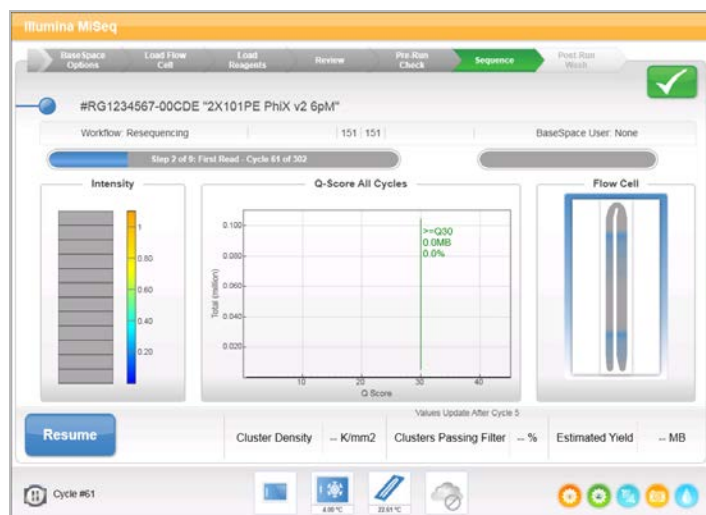 Illumina MiSeq
BaseSpace Options
Load Flow Cell
Load Reagents
Review
Pre-Run Check
Sequence
Post Run Wash
#RG1234567-00CDE "2X101PE PhiX v2 6pM"
Workflow: Resequencing | 151 | 151 | BaseSpace User: None
Step 2 of 9: First Read - Cycle 61 of 302
Intensity
1
0.80
0.60
0.40
0.20
Q-Score All Cycles
Total (million)
0.100
0.080
0.060
0.040
0.020
>=Q30
0.0MB
0.0%
10 20 30 40
Q Score
Flow Cell
Values Update After Cycle 5
Resume
Cluster Density -- K/mm2 Clusters Passing Filter -- % Estimated Yield -- MB
Cycle #61
4.00 °C
22.61 °C